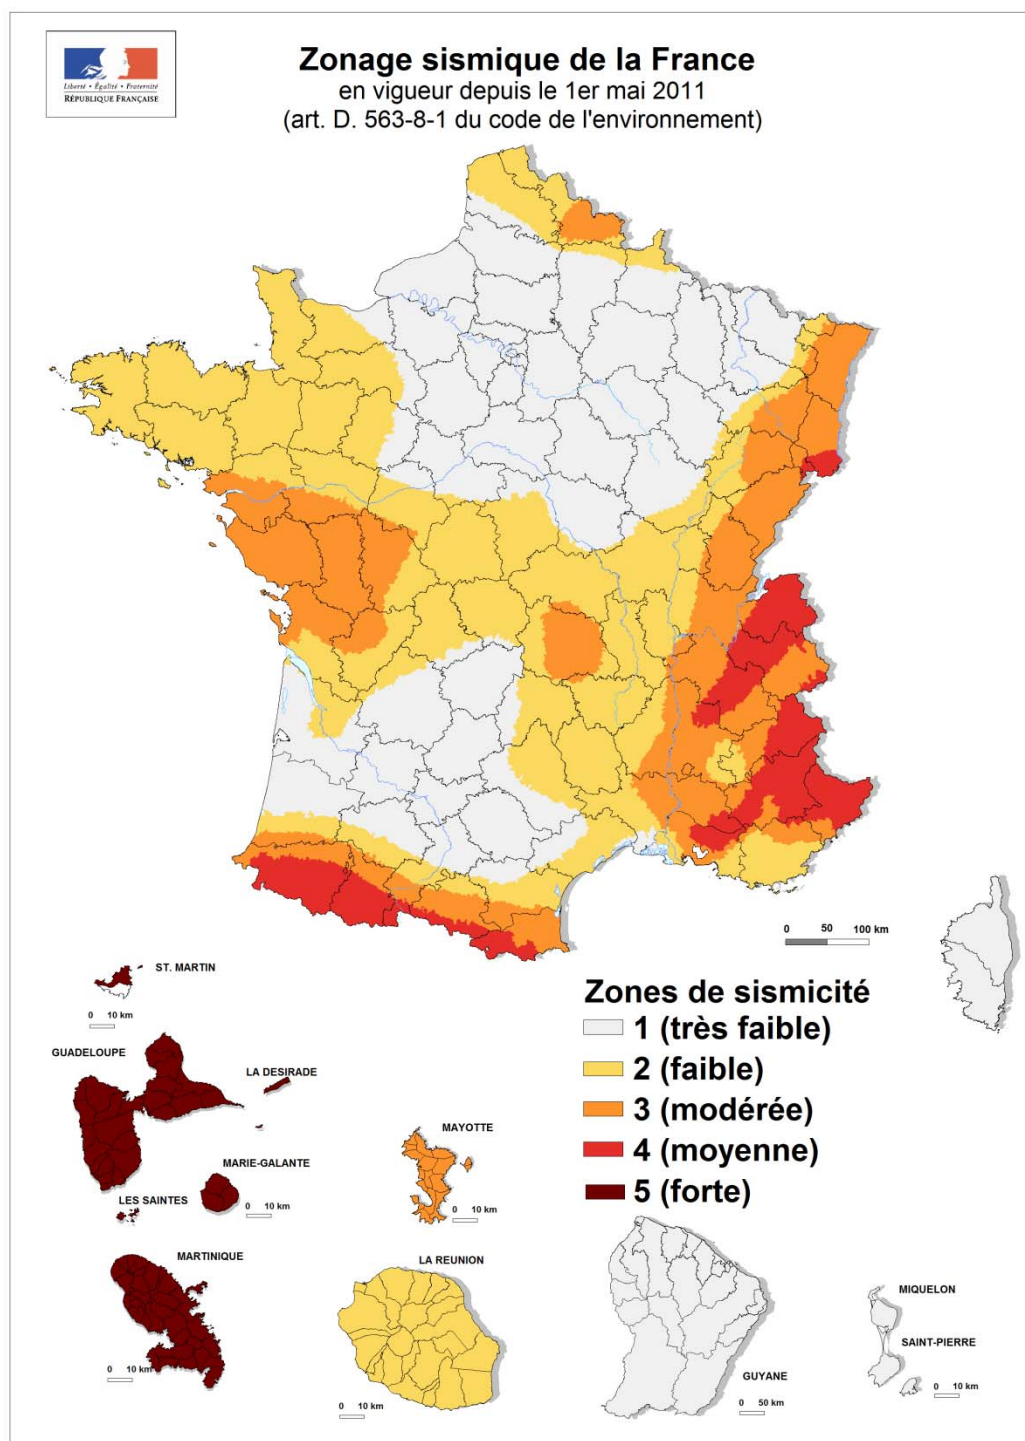 Liberté • Égalité • Fraternité
RÉPUBLIQUE FRANÇAISE
Zonage sismique de la France
en vigueur depuis le 1er mai 2011
(art. D. 563-8-1 du code de l'environnement)
0 50 100 km
ST. MARTIN
0 10 km
GUADELOUPE
LA DESIRADE
MARIE-GALANTE
0 10 km
LES SAINTES
MARTINIQUE
0 10 km
MAYOTTE
0 10 km
LA REUNION
0 10 km
Zones de sismicité
1 (très faible)
2 (faible)
3 (modérée)
4 (moyenne)
5 (forte)
GUYANE
0 50 km
MIQUELON
SAINT-PIERRE
0 10 km